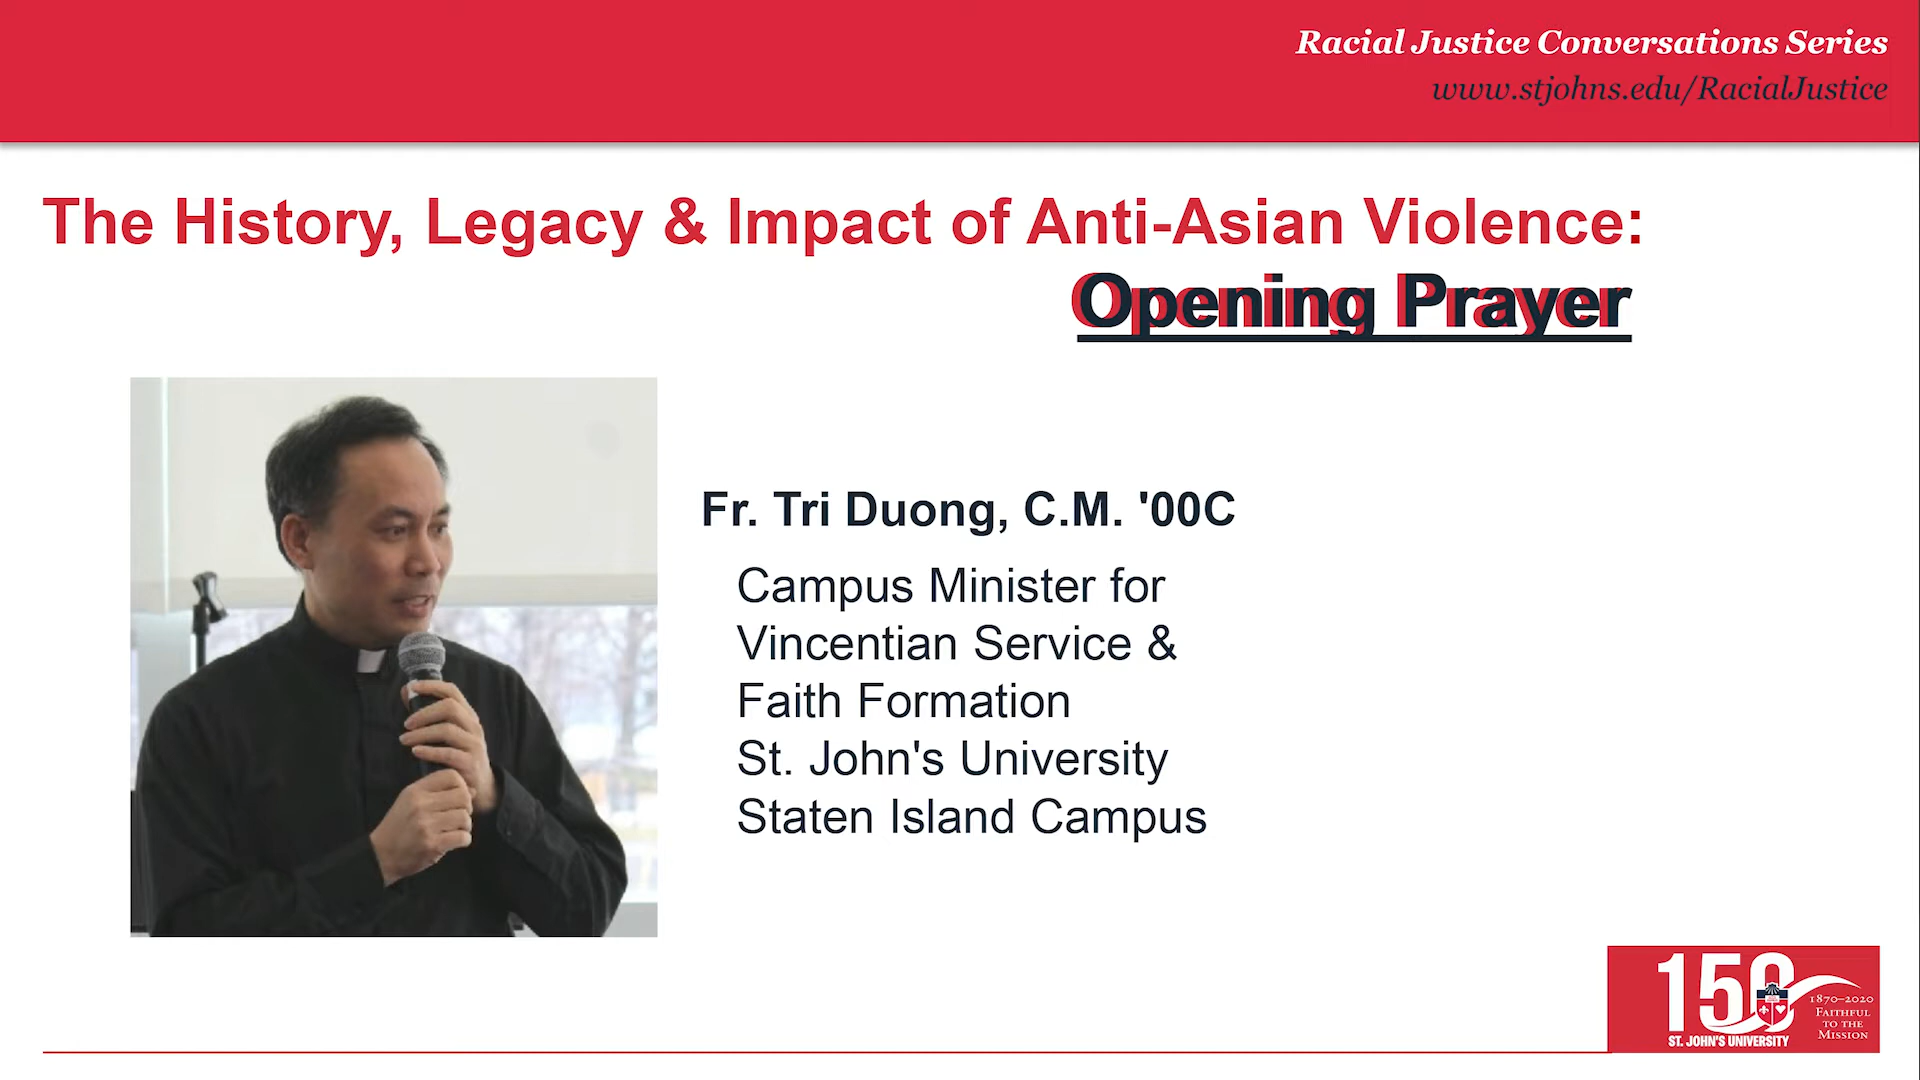 Racial Justice Conversations Series
www.stjohns.edu/RacialJustice
The History, Legacy & Impact of Anti-Asian Violence:
Opening Prayer
Fr. Tri Duong, C.M. '00C
Campus Minister for
Vincentian Service &
Faith Formation
St. John's University
Staten Island Campus
150
1870–2020
FAITHFUL
TO THE
MISSION
ST. JOHN'S UNIVERSITY